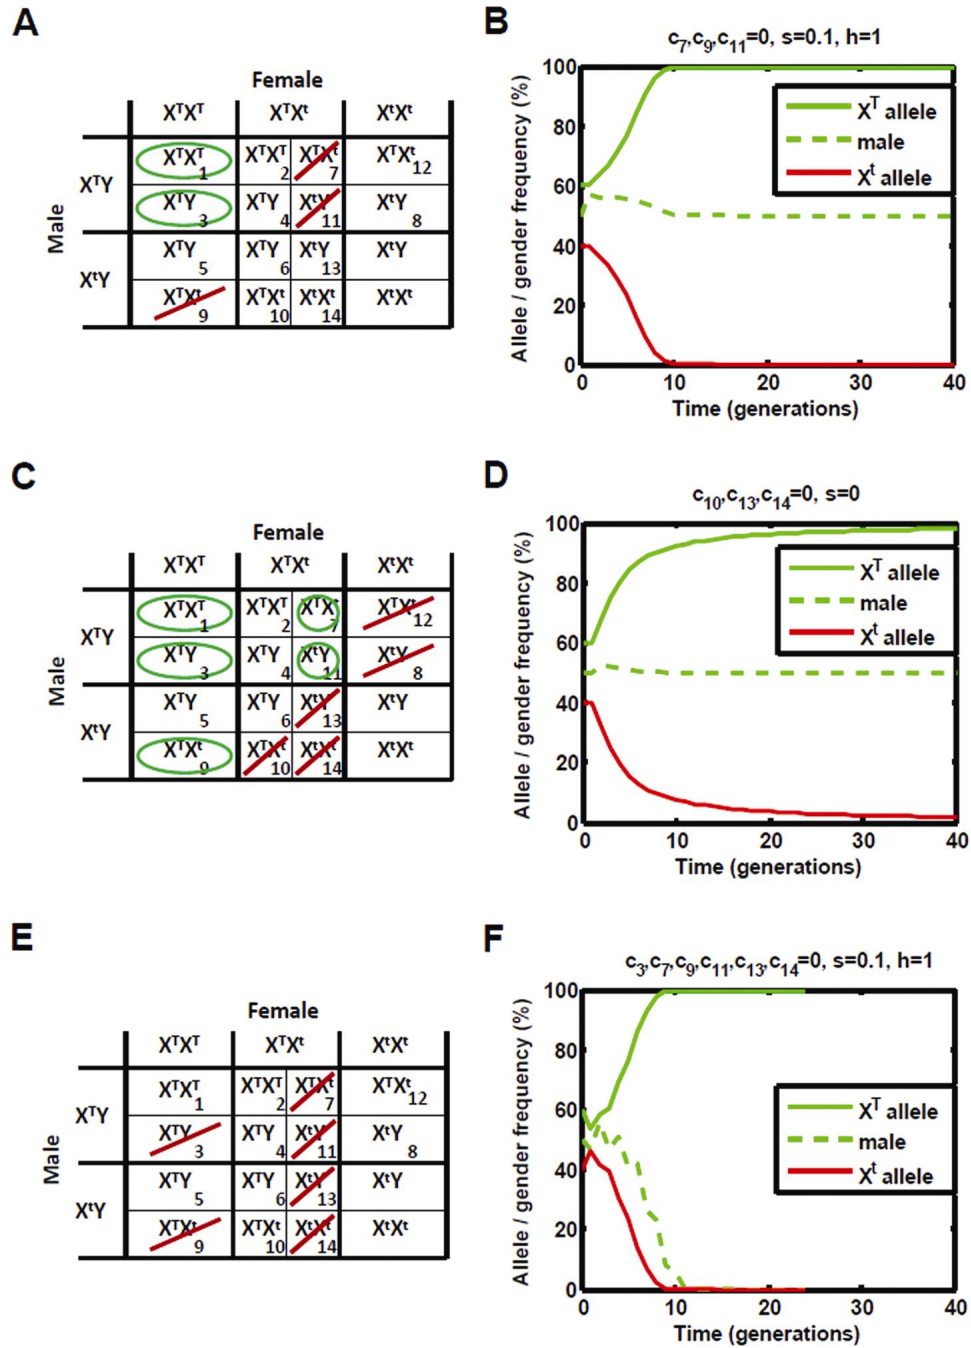 A
Female
XᵀXᵀ XᵀXᵗ XᵗXᵗ
Male
XᵀY
XᵀXᵀ 1 XᵀXᵀ 2 XᵀXᵗ 7 XᵀXᵗ 12
XᵀY 3 XᵀY 4 XᵗY 11 XᵗY 8
XᵗY
XᵀY 5 XᵀY 6 XᵗY 13 XᵗY
XᵀXᵗ 9 XᵀXᵗ 10 XᵗXᵗ 14 XᵗXᵗ
B
c₇,c₉,c₁₁=0, s=0.1, h=1
Allele / gender frequency (%)
100
80
60
40
20
0
Xᵀ allele
male
Xᵗ allele
0 10 20 30 40
Time (generations)
C
Female
XᵀXᵀ XᵀXᵗ XᵗXᵗ
Male
XᵀY
XᵀXᵀ 1 XᵀXᵀ 2 XᵀXᵗ 7 XᵀXᵗ 12
XᵀY 3 XᵀY 4 XᵗY 11 XᵗY 8
XᵗY
XᵀY 5 XᵀY 6 XᵗY 13 XᵗY
XᵀXᵗ 9 XᵀXᵗ 10 XᵗXᵗ 14 XᵗXᵗ
D
c₁₀,c₁₃,c₁₄=0, s=0
Allele / gender frequency (%)
100
80
60
40
20
0
Xᵀ allele
male
Xᵗ allele
0 10 20 30 40
Time (generations)
E
Female
XᵀXᵀ XᵀXᵗ XᵗXᵗ
Male
XᵀY
XᵀXᵀ 1 XᵀXᵀ 2 XᵀXᵗ 7 XᵀXᵗ 12
XᵀY 3 XᵀY 4 XᵗY 11 XᵗY 8
XᵗY
XᵀY 5 XᵀY 6 XᵗY 13 XᵗY
XᵀXᵗ 9 XᵀXᵗ 10 XᵗXᵗ 14 XᵗXᵗ
F
c₃,c₇,c₉,c₁₁,c₁₃,c₁₄=0, s=0.1, h=1
Allele / gender frequency (%)
100
80
60
40
20
0
Xᵀ allele
male
Xᵗ allele
0 10 20 30 40
Time (generations)